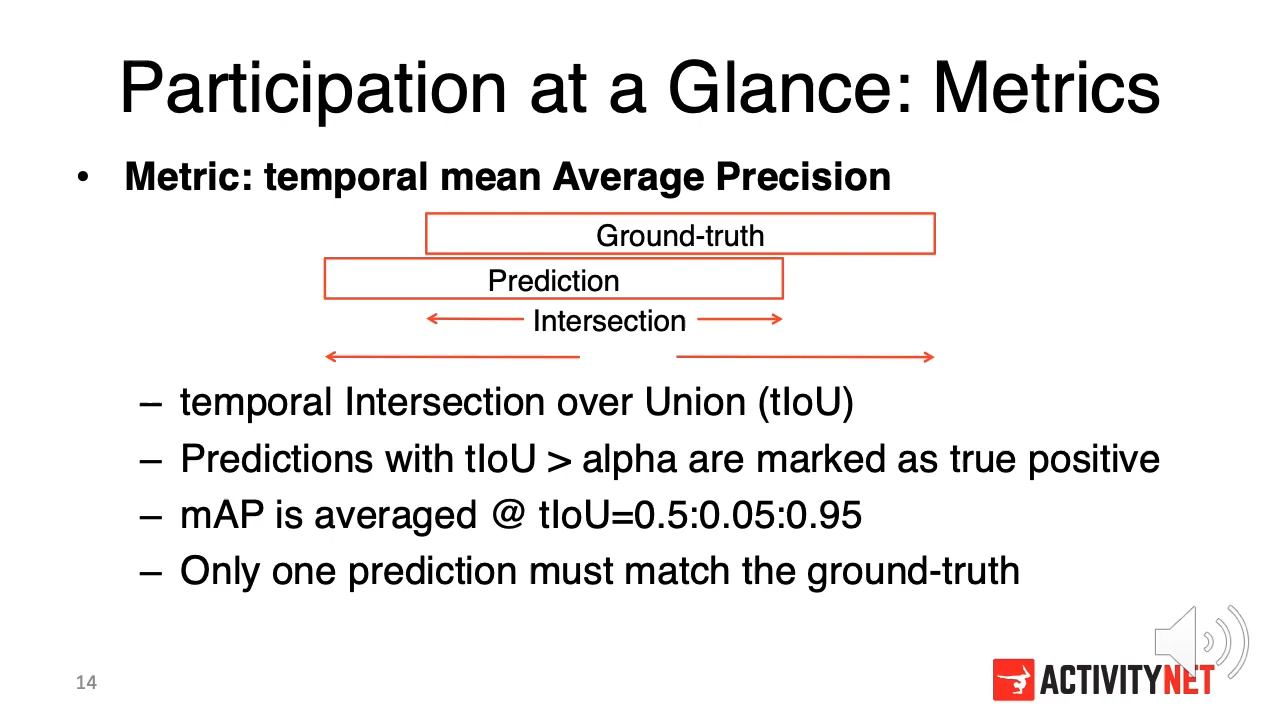 Participation at a Glance: Metrics
• Metric: temporal mean Average Precision
Ground-truth
Prediction
Intersection
– temporal Intersection over Union (tIoU)
– Predictions with tIoU > alpha are marked as true positive
– mAP is averaged @ tIoU=0.5:0.05:0.95
– Only one prediction must match the ground-truth
14
ACTIVITYNET